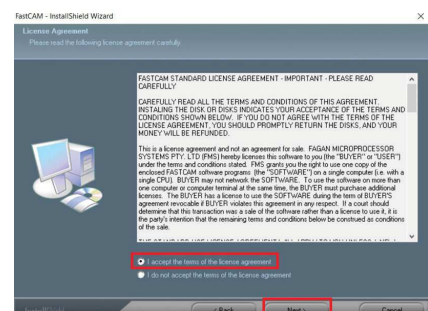 FastCAM - InstallShield Wizard
License Agreement
Please read the following license agreement carefully.
FASTCAM STANDARD LICENSE AGREEMENT - IMPORTANT - PLEASE READ
CAREFULLY
CAREFULLY READ ALL THE TERMS AND CONDITIONS OF THIS AGREEMENT.
INSTALING THE DISK OR DISKS INDICATES YOUR ACCEPTANCE OF THE TERMS AND
CONDITIONS SHOWN BELOW. IF YOU DO NOT AGREE WITH THE TERMS OF THE
LICENSE AGREEMENT, YOU SHOULD PROMPTLY RETURN THE DISKS, AND YOUR
MONEY WILL BE REFUNDED.
This is a license agreement and not an agreement for sale. FAGAN MICROPROCESSOR
SYSTEMS PTY. LTD (FMS) hereby licenses this software to you (the "BUYER" or "USER")
under the terms and conditions stated. FMS grants you the right to use one copy of the
enclosed FASTCAM software programs (the "SOFTWARE") on a single computer (i.e. with a
single CPU). BUYER may not network the SOFTWARE. To use the software on more than
one computer or computer terminal at the same time, the BUYER must purchase additional
licenses. The BUYER has a license to use the SOFTWARE during the term of BUYER'S
agreement revocable if BUYER violates this agreement in any respect. If a court should
determine that this transaction was a sale of the software rather than a license to use it, it is
the party's intention that the remaining terms and conditions below be construed as conditions
of the sale.
I accept the terms of the license agreement
I do not accept the terms of the license agreement
InstallShield
< Back
Next >
Cancel